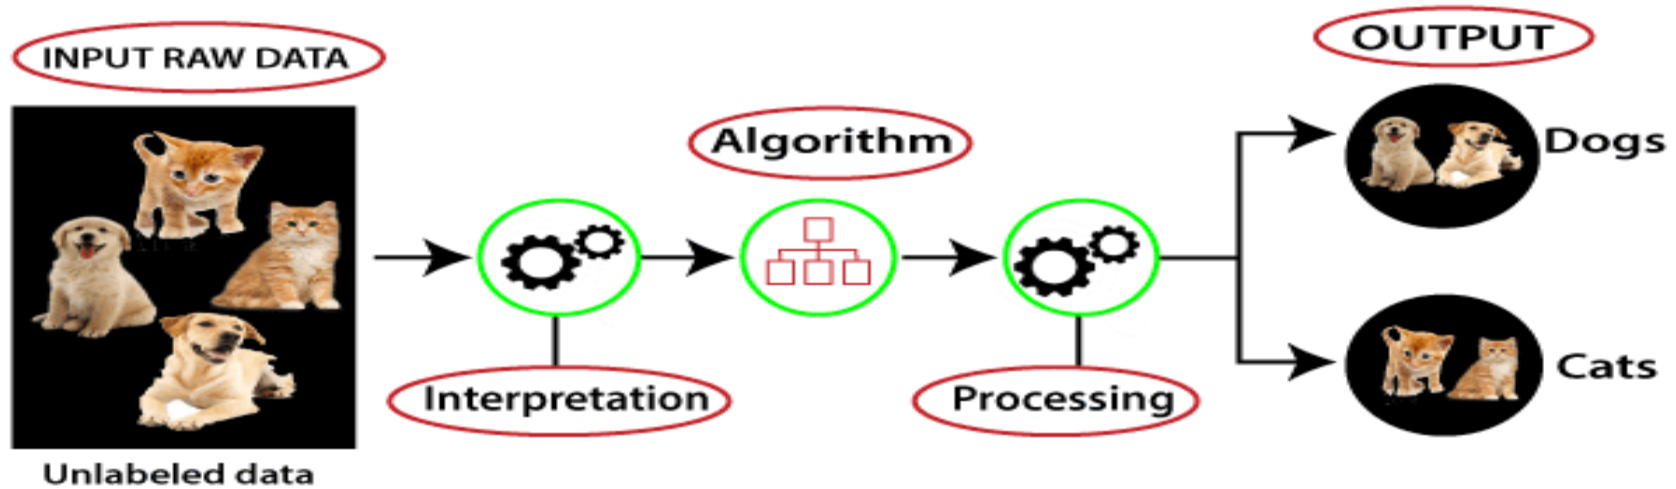 INPUT RAW DATA
Unlabeled data
Interpretation
Algorithm
Processing
OUTPUT
Dogs
Cats